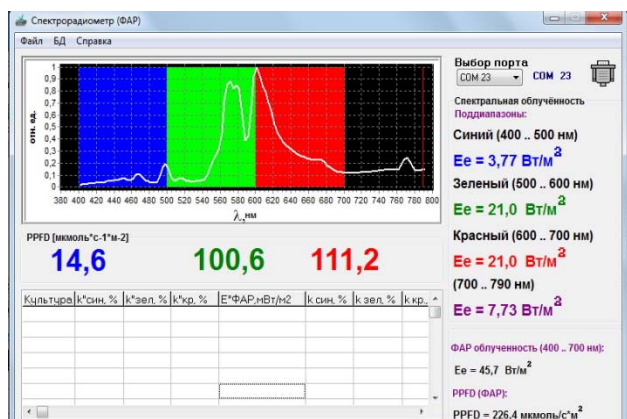 Спектрорадиометр (ФАР)
Файл БД Справка
1
0,9
0,8
0,7
0,6
0,5
0,4
0,3
0,2
0,1
0
отн. ед.
380 400 420 440 460 480 500 520 540 560 580 600 620 640 660 680 700 720 740 760 780 800
λ.,нм
PPFD [мкмоль*с-1*м-2]
14,6 100,6 111,2
Культура k"син, % k"зел, % k"кр, % E*ФАР,мВт/м2 k син, % k зел, % k кр.,
Выбор порта
COM 23 COM 23
Спектральная облучённость
Поддиапазоны:
Синий (400 .. 500 нм)
Ee = 3,77 Вт/м²
Зеленый (500 .. 600 нм)
Ee = 21,0 Вт/м²
Красный (600 .. 700 нм)
Ee = 21,0 Вт/м²
(700 .. 790 нм)
Ee = 7,73 Вт/м²
ФАР облученность (400 .. 700 нм):
Ee = 45,7 Вт/м²
PPFD (ФАР):
PPFD = 226,4 мкмоль/с*м²